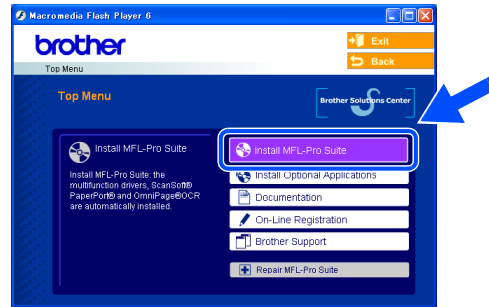 Macromedia Flash Player 6
brother
Exit
Back
Top Menu
Top Menu
Brother Solutions Center
Install MFL-Pro Suite
Install MFL-Pro Suite: the
multifunction drivers, ScanSoft®
PaperPort® and OmniPage®OCR
are automatically installed.
Install MFL-Pro Suite
Install Optional Applications
Documentation
On-Line Registration
Brother Support
Repair MFL-Pro Suite